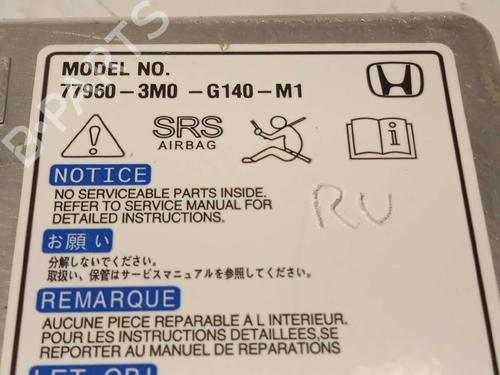 B-PARTS
MODEL NO.
77960-3M0 -G140-M1
SRS
AIRBAG
NOTICE
NO SERVICEABLE PARTS INSIDE.
REFER TO SERVICE MANUAL FOR
DETAILED INSTRUCTIONS.
RU
お願い
分解しないでください。
取扱い、保管はサービスマニュアルを参照してください。
REMARQUE
AUCUNE PIECE REPARABLE A L INTERIEUR.
POUR LES INSTRUCTIONS DETAILLEES,SE
REPORTER AU MANUEL DE REPARATIONS